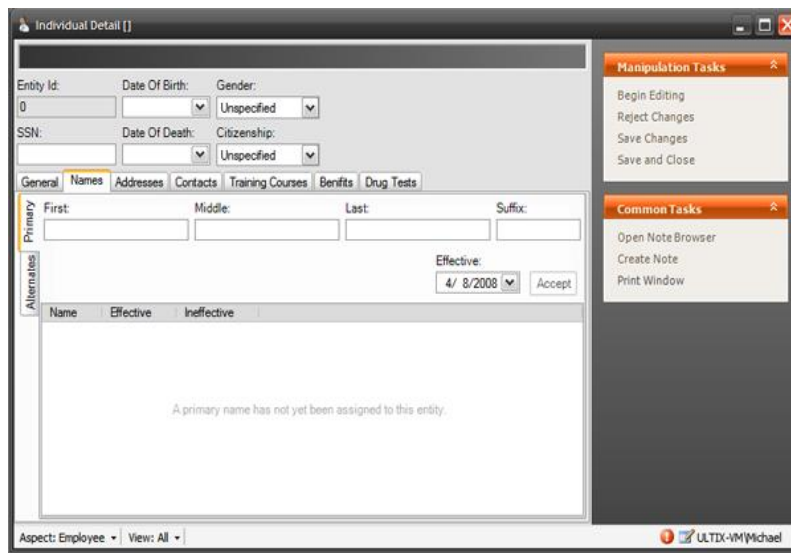 Individual Detail []
Entity Id: Date Of Birth: Gender:
0 Unspecified
SSN: Date Of Death: Citizenship:
Unspecified
General Names Addresses Contacts Training Courses Benifits Drug Tests
Primary
Alternates
First: Middle: Last: Suffix:
Effective:
4/ 8/2008 Accept
Name Effective Ineffective
A primary name has not yet been assigned to this entity.
Manipulation Tasks
Begin Editing
Reject Changes
Save Changes
Save and Close
Common Tasks
Open Note Browser
Create Note
Print Window
Aspect: Employee View: All ULTIX-VM\Michael